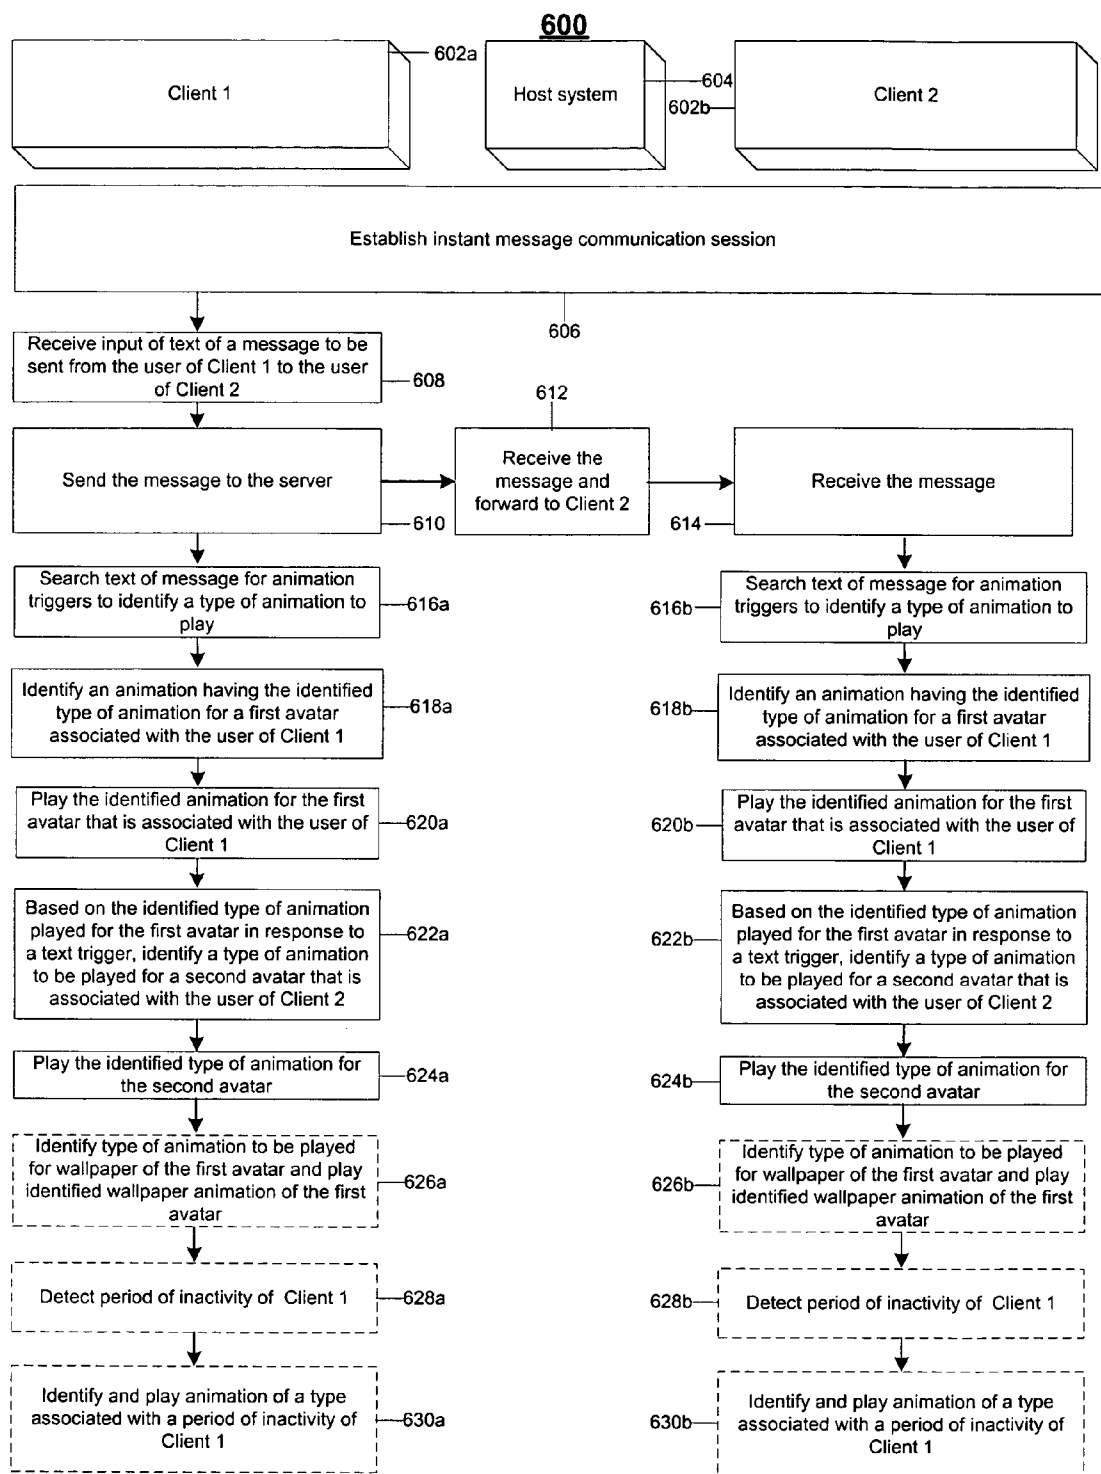 600
602a
Client 1
Host system
604
602b
Client 2
Establish instant message communication session
606
Receive input of text of a message to be
sent from the user of Client 1 to the user
of Client 2
608
612
Send the message to the server
610
Receive the
message and
forward to Client 2
Receive the message
614
Search text of message for animation
triggers to identify a type of animation to
play
616a
Identify an animation having the identified
type of animation for a first avatar
associated with the user of Client 1
618a
Play the identified animation for the first
avatar that is associated with the user of
Client 1
620a
Based on the identified type of animation
played for the first avatar in response to
a text trigger, identify a type of animation
to be played for a second avatar that is
associated with the user of Client 2
622a
Play the identified type of animation for
the second avatar
624a
Identify type of animation to be played
for wallpaper of the first avatar and play
identified wallpaper animation of the first
avatar
626a
Detect period of inactivity of Client 1
628a
Identify and play animation of a type
associated with a period of inactivity of
Client 1
630a
Search text of message for animation
triggers to identify a type of animation to
play
616b
Identify an animation having the identified
type of animation for a first avatar
associated with the user of Client 1
618b
Play the identified animation for the first
avatar that is associated with the user of
Client 1
620b
Based on the identified type of animation
played for the first avatar in response to
a text trigger, identify a type of animation
to be played for a second avatar that is
associated with the user of Client 2
622b
Play the identified type of animation for
the second avatar
624b
Identify type of animation to be played
for wallpaper of the first avatar and play
identified wallpaper animation of the first
avatar
626b
Detect period of inactivity of Client 1
628b
Identify and play animation of a type
associated with a period of inactivity of
Client 1
630b